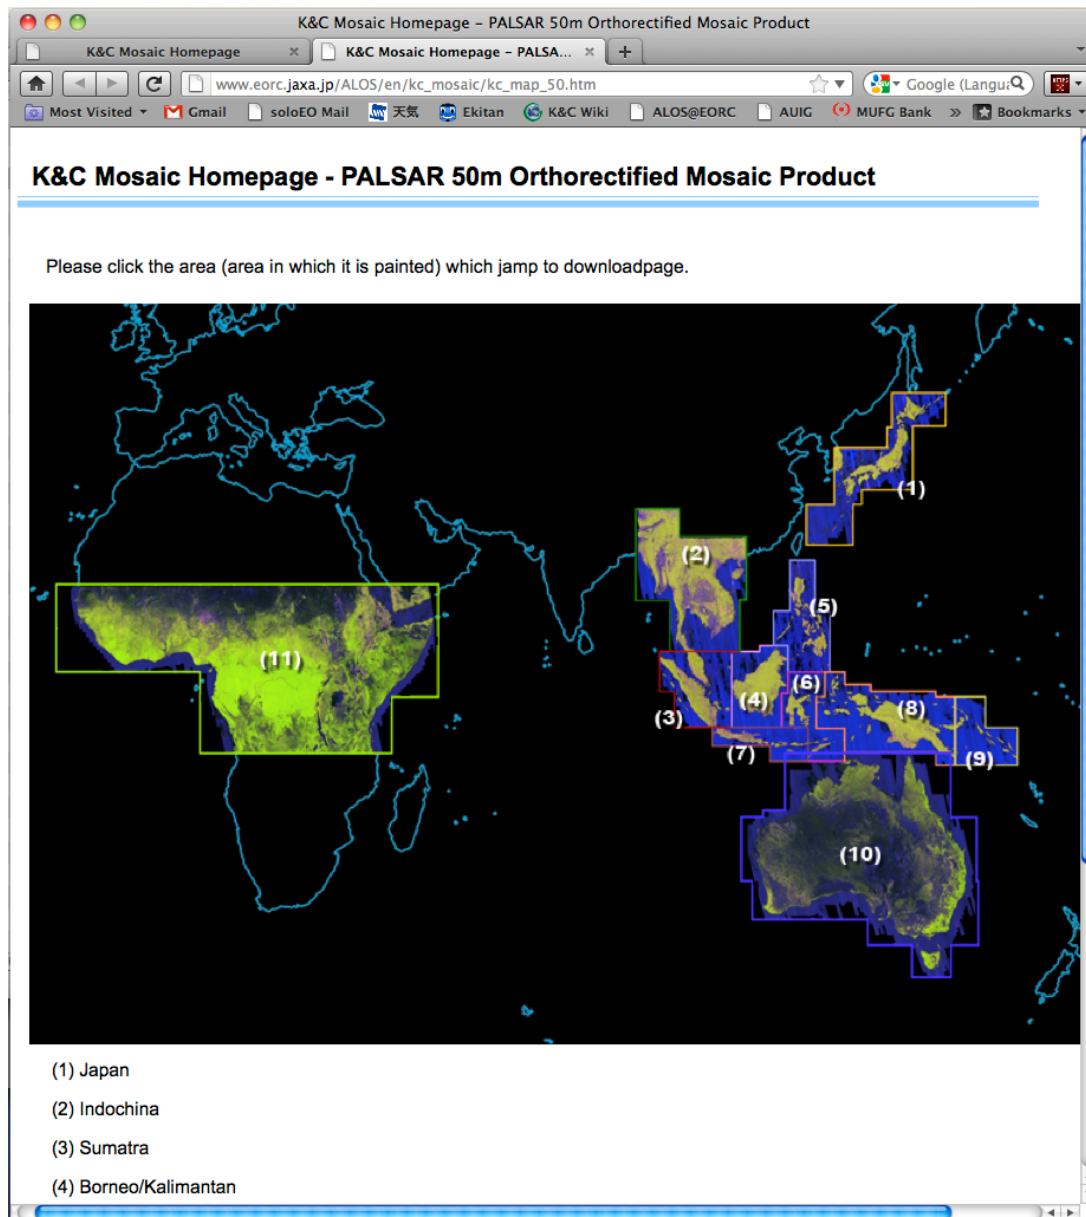 K&C Mosaic Homepage – PALSAR 50m Orthorectified Mosaic Product
K&C Mosaic Homepage
K&C Mosaic Homepage – PALSA...
www.eorc.jaxa.jp/ALOS/en/kc_mosaic/kc_map_50.htm
Google (Langua
Most Visited
Gmail
soloEO Mail
天気
Ekitan
K&C Wiki
ALOS@EORC
AUIG
MUFG Bank
Bookmarks
K&C Mosaic Homepage - PALSAR 50m Orthorectified Mosaic Product
Please click the area (area in which it is painted) which jamp to downloadpage.
(1)
(2)
(5)
(11)
(6)
(4)
(8)
(3)
(7)
(9)
(10)
(1) Japan
(2) Indochina
(3) Sumatra
(4) Borneo/Kalimantan